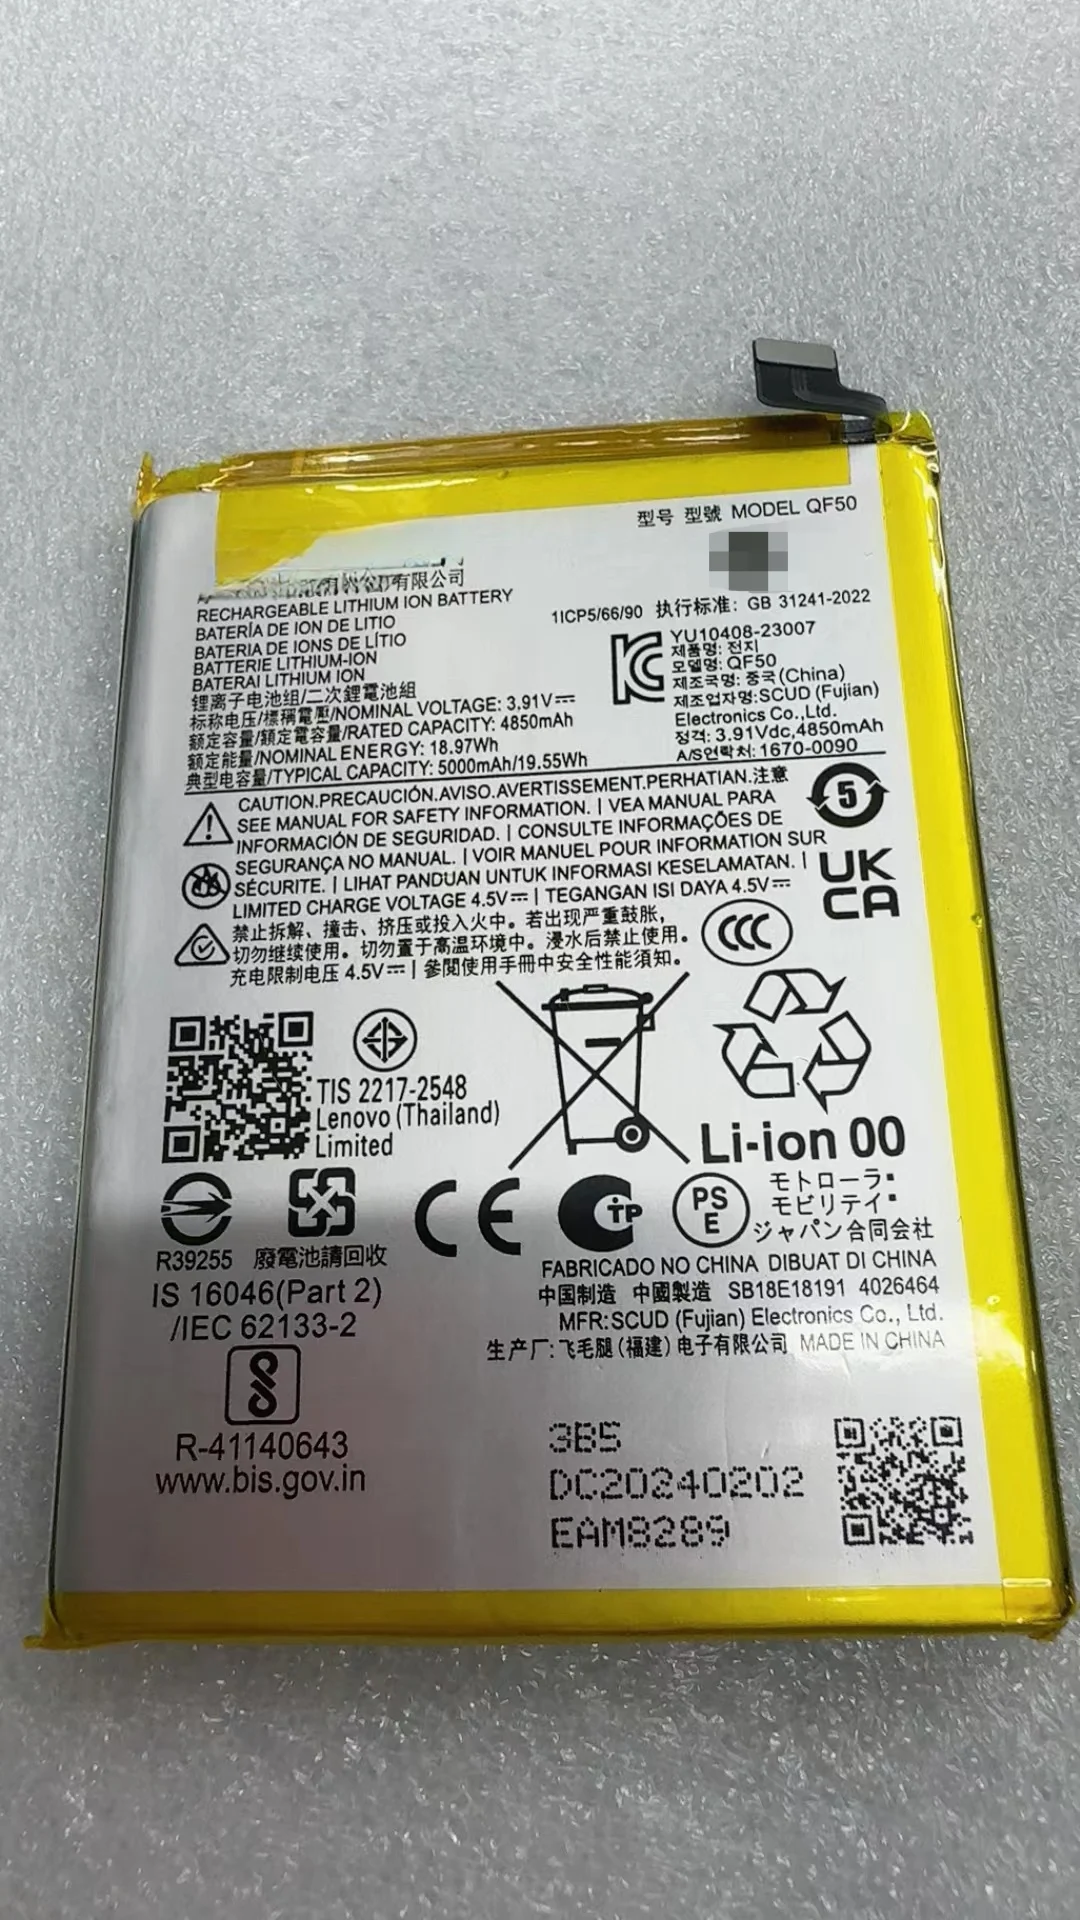 型号 型號 MODEL QF50
有限公司
RECHARGEABLE LITHIUM ION BATTERY
BATERÍA DE ION DE LITIO
BATERIA DE IONS DE LÍTIO
BATTERIE LITHIUM-ION
BATERAI LITHIUM ION
锂离子电池组/二次鋰電池組
标称电压/標稱電壓/NOMINAL VOLTAGE: 3.91V⎓
额定容量/額定電容量/RATED CAPACITY: 4850mAh
额定能量/NOMINAL ENERGY: 18.97Wh
典型电容量/TYPICAL CAPACITY: 5000mAh/19.55Wh
1ICP5/66/90 执行标准: GB 31241-2022
YU10408-23007
제품명: 전지
모델명: QF50
제조국명: 중국 (China)
제조업자명:SCUD (Fujian)
Electronics Co.,Ltd.
정격: 3.91Vdc,4850mAh
A/S연락처: 1670-0090
CAUTION.PRECAUCIÓN.AVISO.AVERTISSEMENT.PERHATIAN.注意
SEE MANUAL FOR SAFETY INFORMATION. | VEA MANUAL PARA
INFORMACIÓN DE SEGURIDAD. | CONSULTE INFORMAÇÕES DE
SEGURANÇA NO MANUAL. | VOIR MANUEL POUR INFORMATION SUR
SÉCURITE. | LIHAT PANDUAN UNTUK INFORMASI KESELAMATAN. |
LIMITED CHARGE VOLTAGE 4.5V⎓ | TEGANGAN ISI DAYA 4.5V⎓
禁止拆解、撞击、挤压或投入火中。若出现严重鼓胀，
切勿继续使用。切勿置于高温环境中。浸水后禁止使用。
充电限制电压 4.5V⎓ | 參閱使用手冊中安全性能須知。
5
UK
CA
CCC
TIS 2217-2548
Lenovo (Thailand)
Limited
Li-ion 00
R39255 廢電池請回收
CE
TP
PS
E
モトローラ・
モビリティ・
ジャパン合同会社
IS 16046(Part 2)
/IEC 62133-2
R-41140643
www.bis.gov.in
FABRICADO NO CHINA DIBUAT DI CHINA
中国制造 中國製造 SB18E18191 4026464
MFR:SCUD (Fujian) Electronics Co., Ltd.
生产厂: 飞毛腿 (福建) 电子有限公司 MADE IN CHINA
3B5
DC20240202
EAM8289